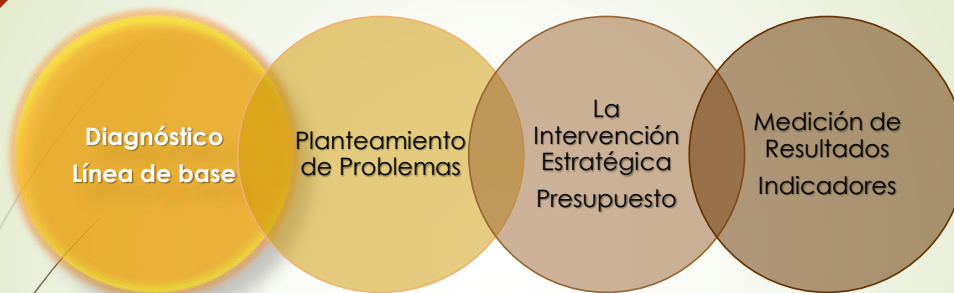 Diagnóstico
Línea de base
Planteamiento
de Problemas
La
Intervención
Estratégica
Presupuesto
Medición de
Resultados
Indicadores